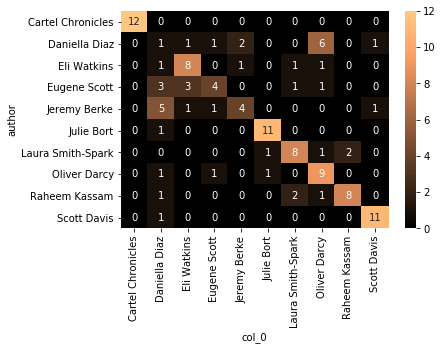 Cartel Chronicles 12 0 0 0 0 0 0 0 0 0
Daniella Diaz 0 1 1 1 2 0 0 6 0 1
Eli Watkins 0 1 8 0 1 0 1 1 0 0
Eugene Scott 0 3 3 4 0 0 1 1 0 0
Jeremy Berke 0 5 1 1 4 0 0 0 0 1
Julie Bort 0 1 0 0 0 11 0 0 0 0
Laura Smith-Spark 0 0 0 0 0 1 8 1 2 0
Oliver Darcy 0 1 0 1 0 1 0 9 0 0
Raheem Kassam 0 1 0 0 0 0 2 1 8 0
Scott Davis 0 1 0 0 0 0 0 0 0 11
author
Cartel Chronicles
Daniella Diaz
Eli Watkins
Eugene Scott
Jeremy Berke
Julie Bort
Laura Smith-Spark
Oliver Darcy
Raheem Kassam
Scott Davis
col_0
12
10
8
6
4
2
0